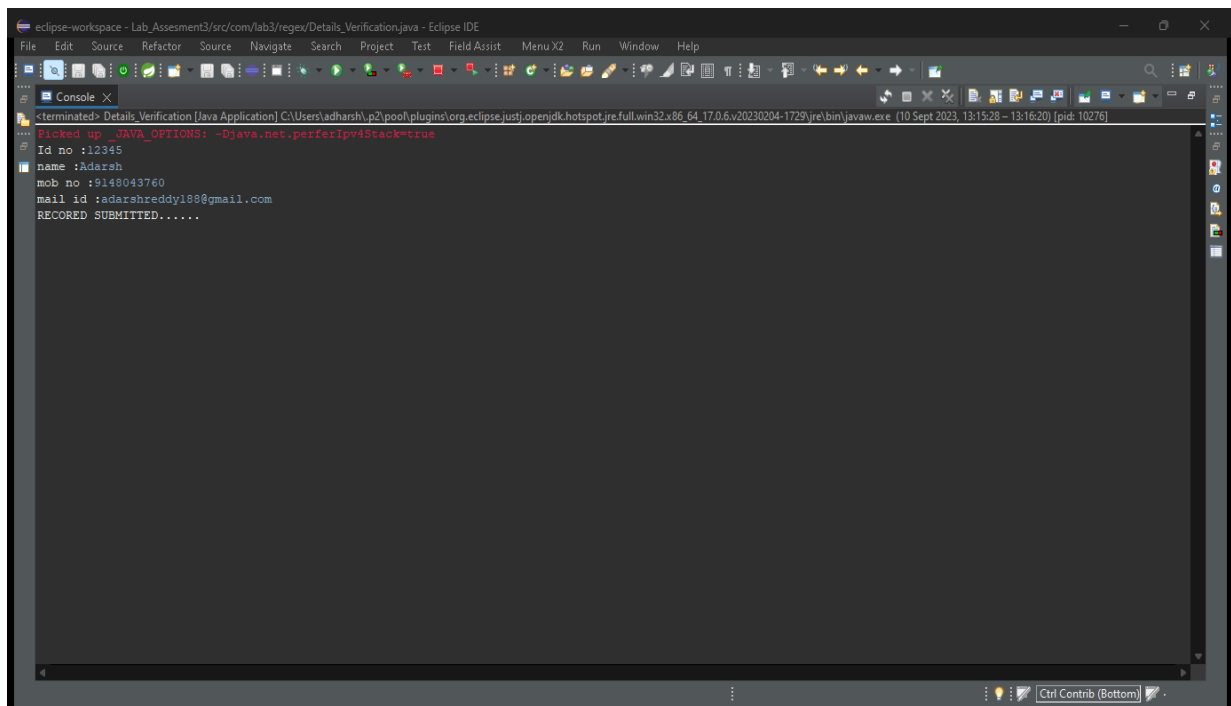 eclipse-workspace - Lab_Assesment3/src/com/lab3/regex/Details_Verification.java - Eclipse IDE
File Edit Source Refactor Source Navigate Search Project Test Field Assist Menu X2 Run Window Help
Console
<terminated> Details_Verification [Java Application] C:\Users\adharsh\.p2\pool\plugins\org.eclipse.justj.openjdk.hotspot.jre.full.win32.x86_64_17.0.6.v20230204-1729\jre\bin\javaw.exe (10 Sept 2023, 13:15:28 – 13:16:20) [pid: 10276]
Picked up _JAVA_OPTIONS: -Djava.net.perferIpv4Stack=true
Id no :12345
name :Adarsh
mob no :9148043760
mail id :adarshreddy188@gmail.com
RECORED SUBMITTED......
Ctrl Contrib (Bottom)